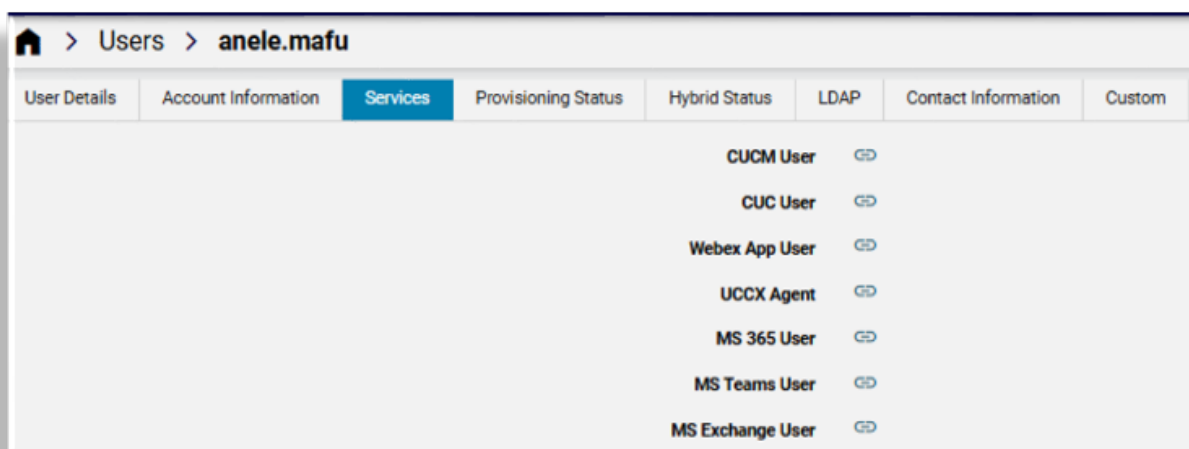 > Users > anele.mafu
User Details Account Information Services Provisioning Status Hybrid Status LDAP Contact Information Custom
CUCM User
CUC User
Webex App User
UCCX Agent
MS 365 User
MS Teams User
MS Exchange User